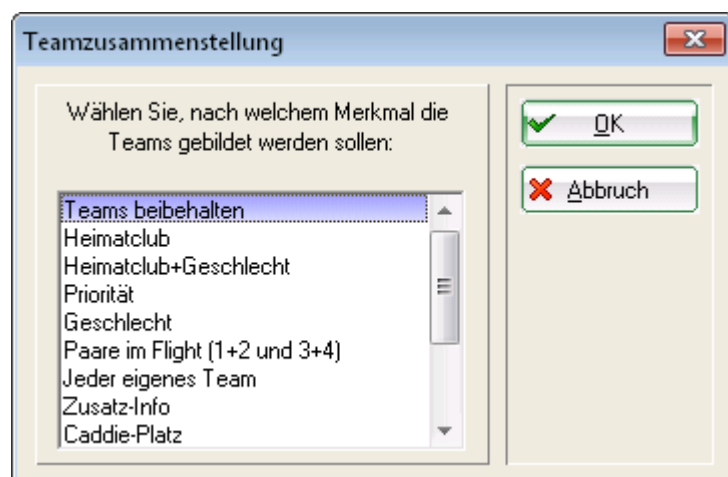 Teamzusammenstellung
Wählen Sie, nach welchem Merkmal die
Teams gebildet werden sollen:
Teams beibehalten
Heimatclub
Heimatclub+Geschlecht
Priorität
Geschlecht
Paare im Flight (1+2 und 3+4)
Jeder eigenes Team
Zusatz-Info
Caddie-Platz
OK
Abbruch